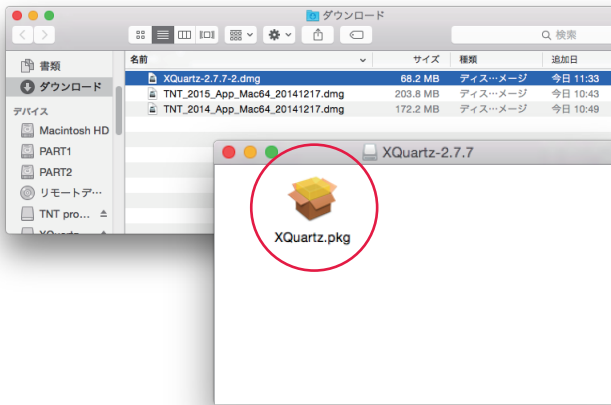 ダウンロード
検索
書類
ダウンロード
デバイス
Macintosh HD
PART1
PART2
リモートデ…
TNT pro…
XQuartz…
名前 サイズ 種類 追加日
XQuartz-2.7.7-2.dmg 68.2 MB ディス…メージ 今日 11:33
TNT_2015_App_Mac64_20141217.dmg 203.8 MB ディス…メージ 今日 10:43
TNT_2014_App_Mac64_20141217.dmg 172.2 MB ディス…メージ 今日 10:49
XQuartz-2.7.7
XQuartz.pkg